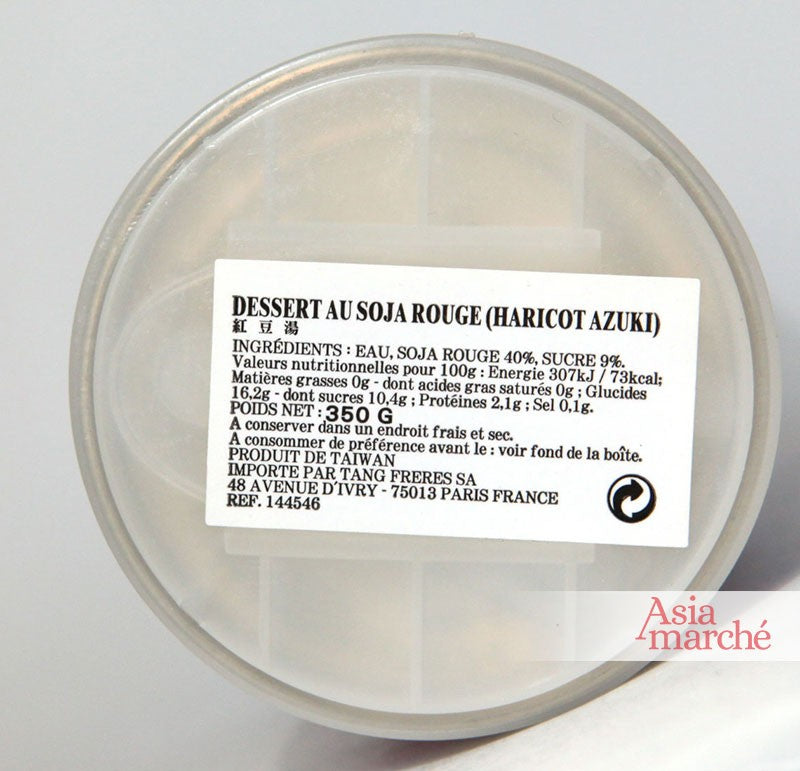 DESSERT AU SOJA ROUGE (HARICOT AZUKI)
紅豆湯
INGRÉDIENTS : EAU, SOJA ROUGE 40%, SUCRE 9%.
Valeurs nutritionnelles pour 100g : Energie 307kJ / 73kcal;
Matières grasses 0g - dont acides gras saturés 0g ; Glucides
16,2g - dont sucres 10,4g ; Protéines 2,1g ; Sel 0,1g.
POIDS NET : 350 G
A conserver dans un endroit frais et sec.
A consommer de préférence avant le : voir fond de la boîte.
PRODUIT DE TAIWAN
IMPORTE PAR TANG FRERES SA
48 AVENUE D'IVRY - 75013 PARIS FRANCE
REF. 144546
Asia
marché